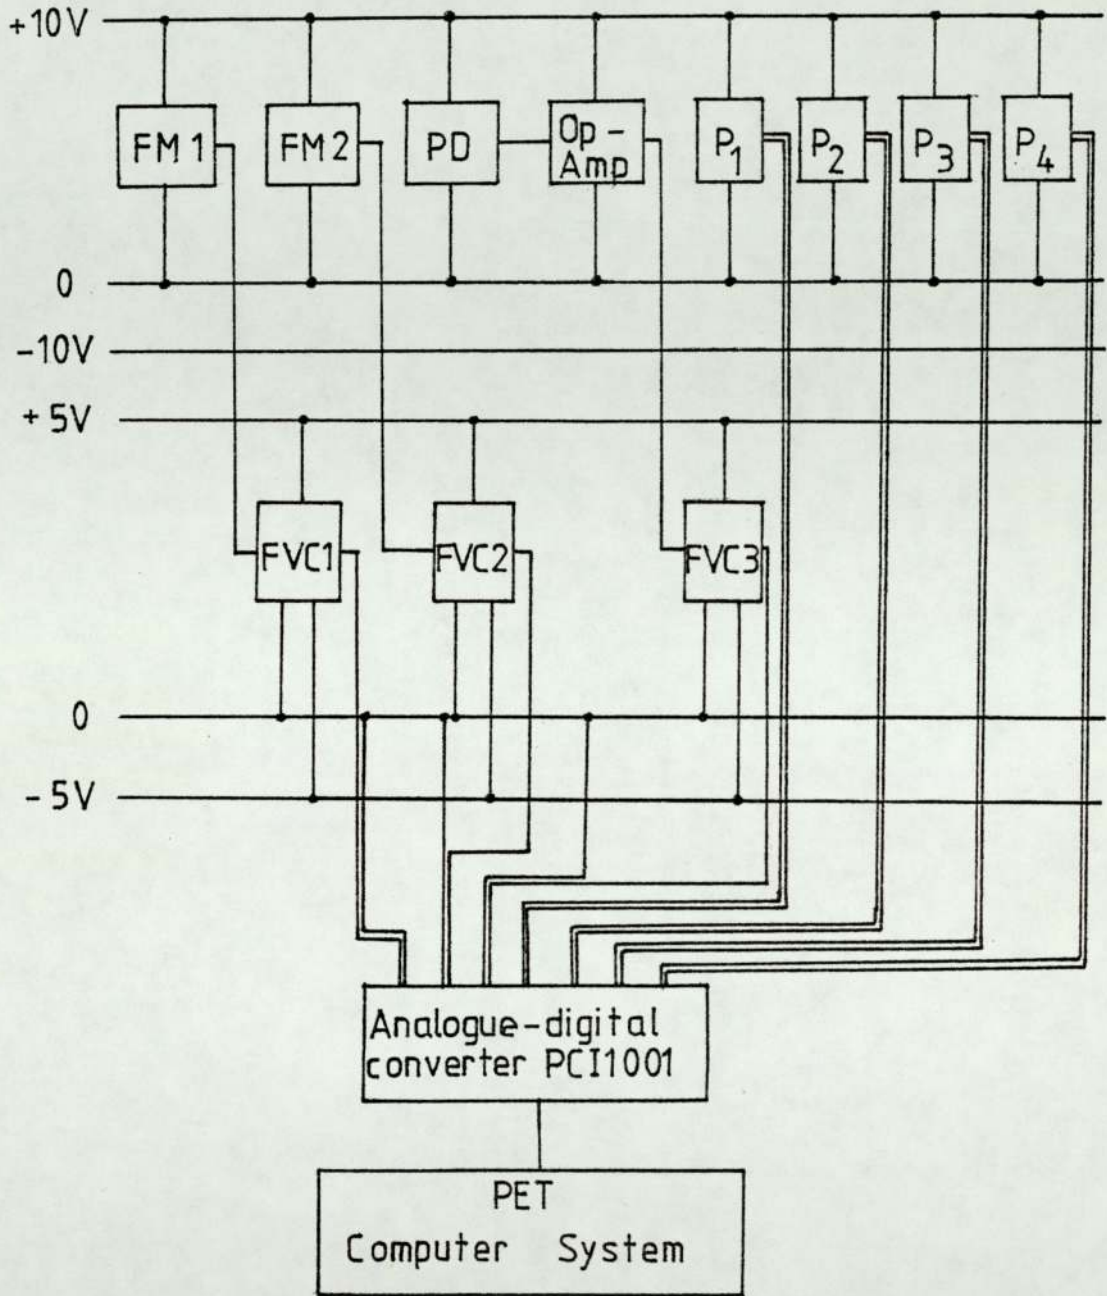 +10V
FM 1
FM 2
PD
Op-
Amp
P1
P2
P3
P4
0
-10V
+5V
FVC1
FVC2
FVC3
0
-5V
Analogue-digital
converter PCI1001
PET
Computer System